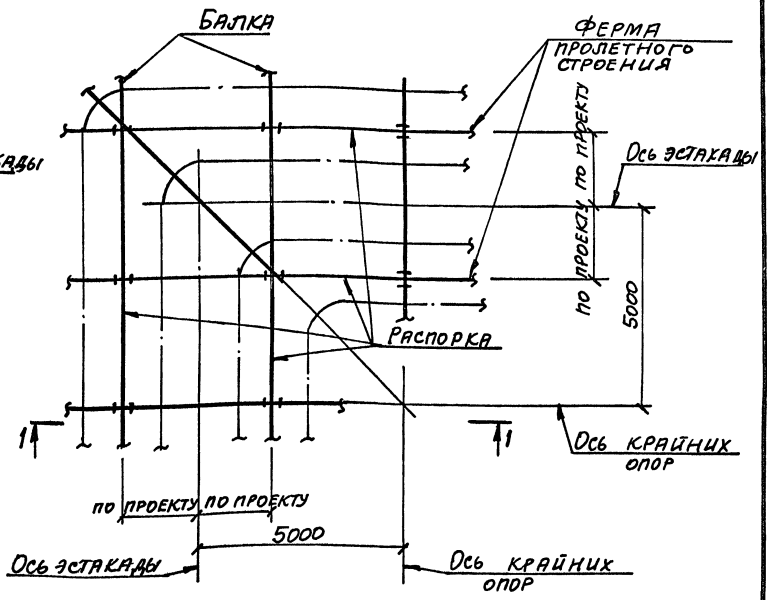 Балка
Ферма
пролетного
строения
кады
Ось эстакады
по проекту
по проекту
5000
Распорка
1
1
Ось крайних
опор
по проекту
по проекту
5000
Ось эстакады
Ось крайних
опор